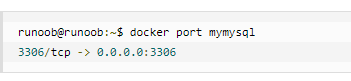 runoob@runoob:~$ docker port mymysql
3306/tcp -> 0.0.0.0:3306